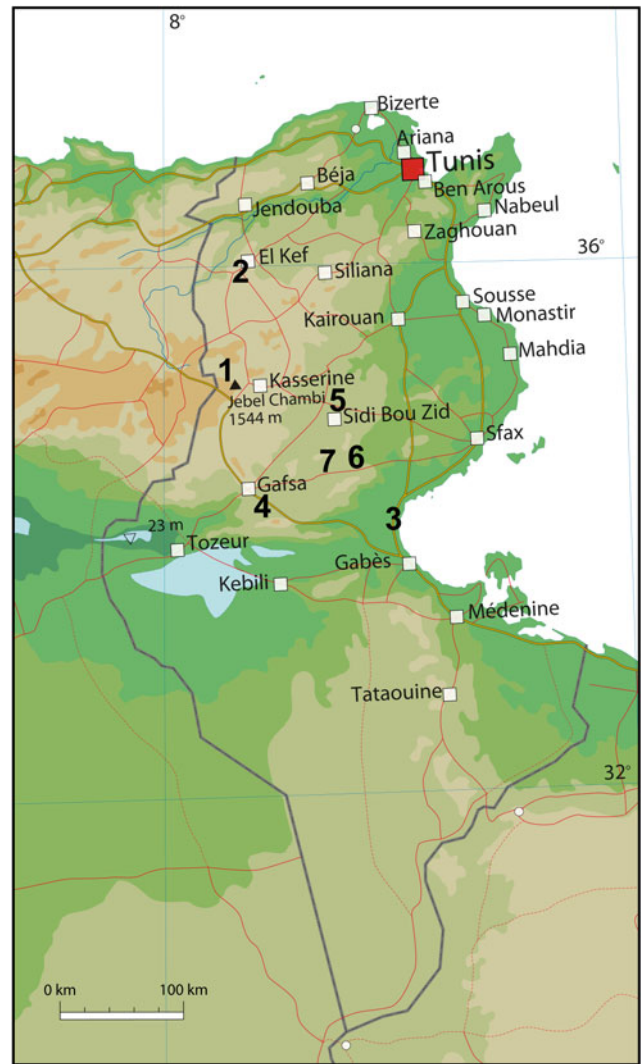 8°
Bizerte
Ariana
Tunis
Béja
Ben Arous
Jendouba
Nabeul
Zaghouan
36°
El Kef
2
Siliana
Sousse
Kairouan
Monastir
Mahdia
1
Kasserine
Jebel Chambi
1544 m
5
Sidi Bou Zid
Sfax
7
6
Gafsa
4
3
23 m
Tozeur
Gabès
Kebili
Médenine
Tataouine
32°
0 km
100 km